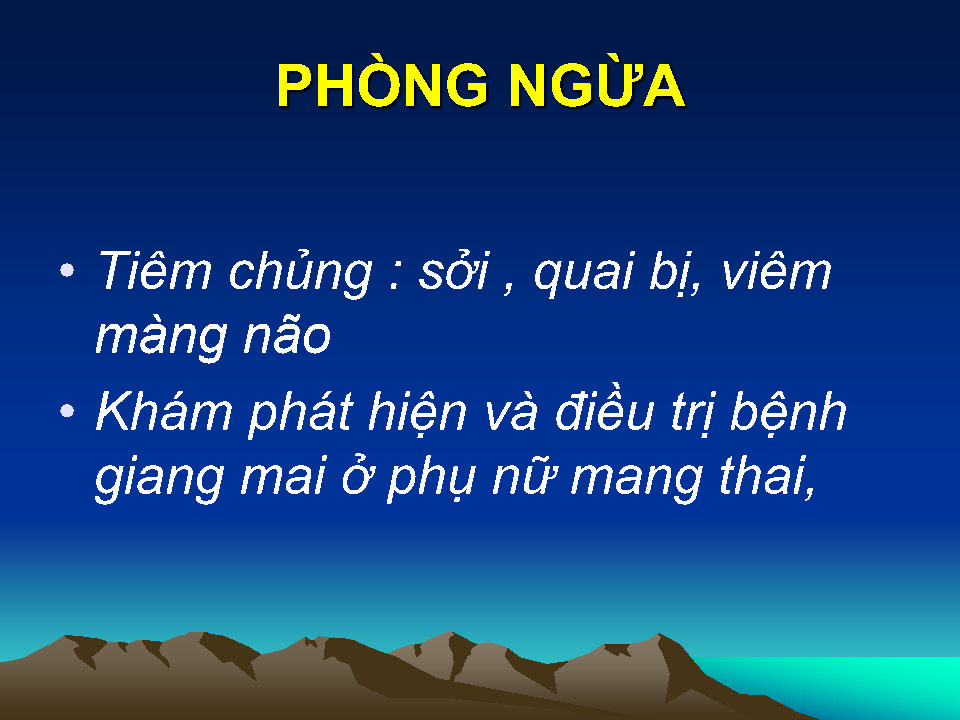 PHÒNG NGỪA
• Tiêm chủng : sởi , quai bị, viêm
màng não
• Khám phát hiện và điều trị bệnh
giang mai ở phụ nữ mang thai,